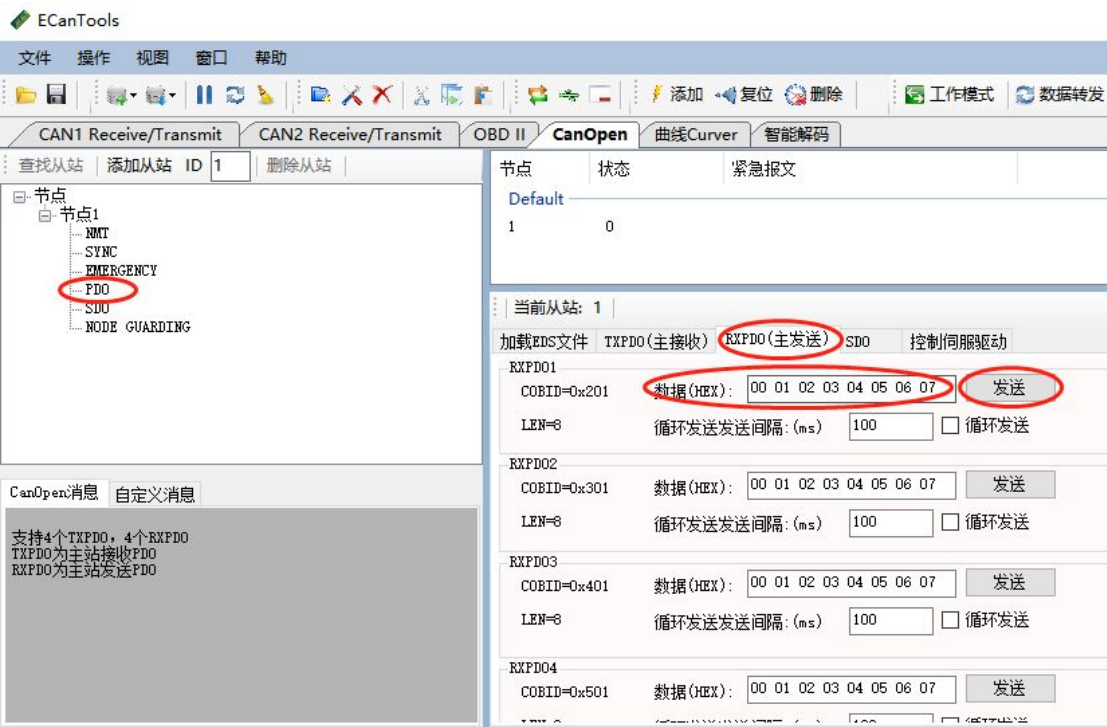 ECanTools
文件 操作 视图 窗口 帮助
添加 复位 删除 工作模式 数据转发
CAN1 Receive/Transmit CAN2 Receive/Transmit OBD II CanOpen 曲线Curver 智能解码
查找从站 添加从站 ID 1 删除从站
节点
节点1
NMT
SYNC
EMERGENCY
PDO
SDO
NODE GUARDING
CanOpen消息 自定义消息
支持4个TXPDO，4个RXPDO
TXPDO为主站接收PDO
RXPDO为主站发送PDO
节点 状态 紧急报文
Default
1 0
当前从站: 1
加载EDS文件 TXPDO(主接收) RXPDO(主发送) SDO 控制伺服驱动
RXPDO1
COBID=0x201 数据(HEX): 00 01 02 03 04 05 06 07 发送
LEN=8 循环发送发送间隔:(ms) 100 循环发送
RXPDO2
COBID=0x301 数据(HEX): 00 01 02 03 04 05 06 07 发送
LEN=8 循环发送发送间隔:(ms) 100 循环发送
RXPDO3
COBID=0x401 数据(HEX): 00 01 02 03 04 05 06 07 发送
LEN=8 循环发送发送间隔:(ms) 100 循环发送
RXPDO4
COBID=0x501 数据(HEX): 00 01 02 03 04 05 06 07 发送